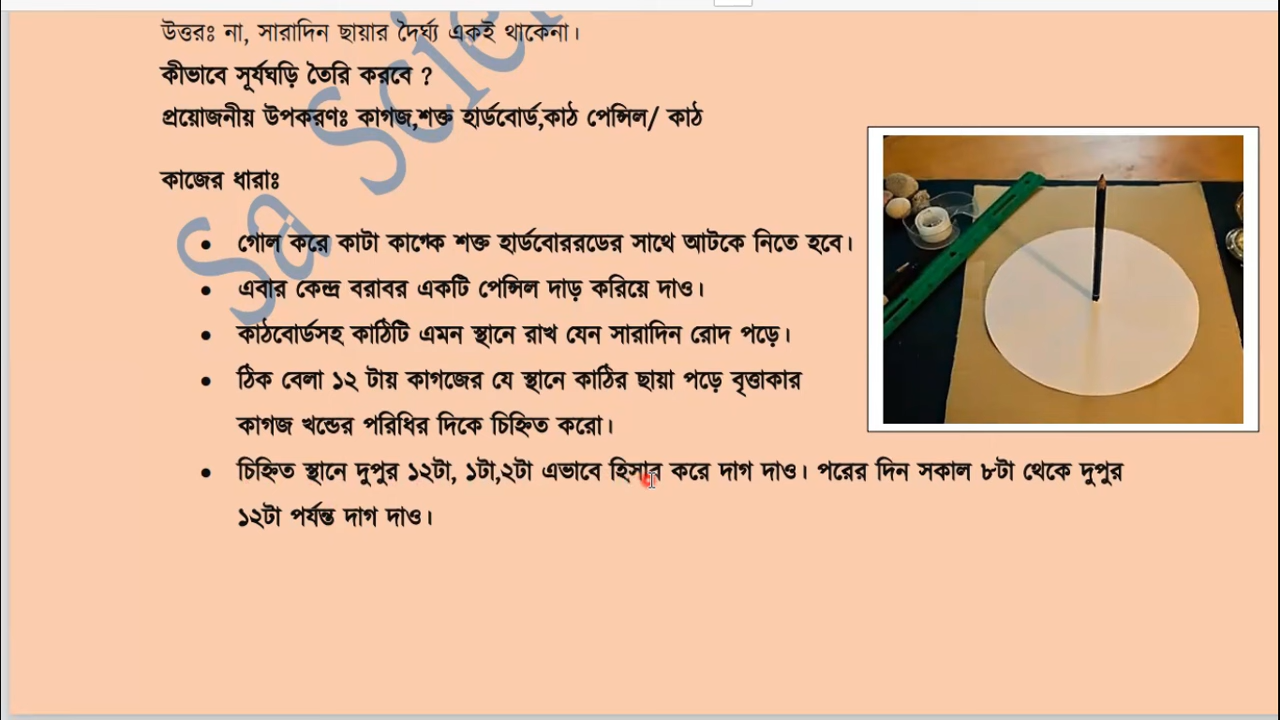 উত্তরঃ না, সারাদিন ছায়ার দৈর্ঘ্য একই থাকেনা।
কীভাবে সূর্যঘড়ি তৈরি করবে ?
প্রয়োজনীয় উপকরণঃ কাগজ,শক্ত হার্ডবোর্ড,কাঠ পেন্সিল/ কাঠ
কাজের ধারাঃ
• গোল করে কাটা কাগেক শক্ত হার্ডবোররডের সাথে আটকে নিতে হবে।
• এবার কেন্দ্র বরাবর একটি পেন্সিল দাড় করিয়ে দাও।
• কাঠবোর্ডসহ কাঠিটি এমন স্থানে রাখ যেন সারাদিন রোদ পড়ে।
• ঠিক বেলা ১২ টায় কাগজের যে স্থানে কাঠির ছায়া পড়ে বৃত্তাকার
কাগজ খন্ডের পরিধির দিকে চিহ্নিত করো।
• চিহ্নিত স্থানে দুপুর ১২টা, ১টা,২টা এভাবে হিসাব করে দাগ দাও। পরের দিন সকাল ৮টা থেকে দুপুর
১২টা পর্যন্ত দাগ দাও।
Sa Scien